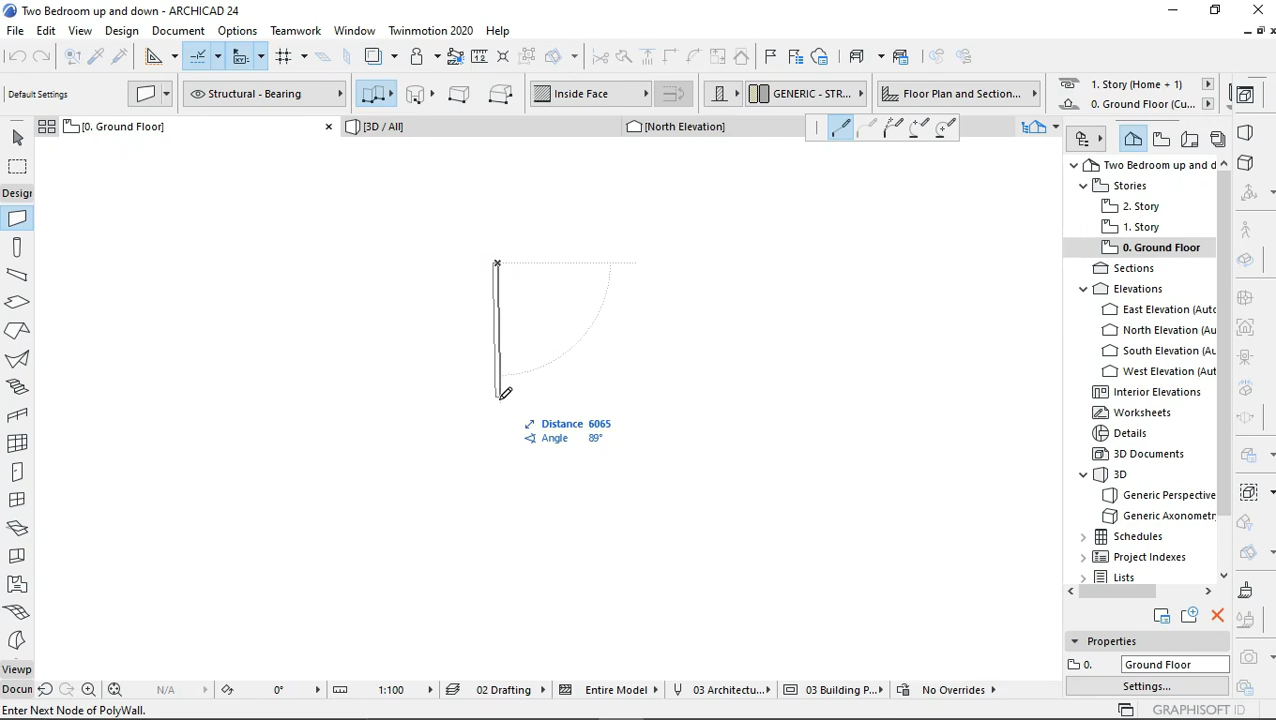 Two Bedroom up and down - ARCHICAD 24
File Edit View Design Document Options Teamwork Twinmotion 2020 Window Help
Default Settings
Structural - Bearing
Inside Face
GENERIC - STR...
Floor Plan and Section...
1. Story (Home + 1)
0. Ground Floor (Cu...
[0. Ground Floor]
[3D / All]
[North Elevation]
Design
Two Bedroom up and d
Stories
2. Story
1. Story
0. Ground Floor
Sections
Elevations
East Elevation (Auto
North Elevation (Au
South Elevation (Aut
West Elevation (Aut
Interior Elevations
Worksheets
Details
3D Documents
3D
Generic Perspective
Generic Axonometr
Schedules
Project Indexes
Lists
Distance 6065
Angle 89°
Properties
0. Ground Floor
Settings...
Viewp
Docum
N/A
0°
1:100
02 Drafting
Entire Model
03 Architectu...
03 Building P...
No Overrides
Enter Next Node of PolyWall.
GRAPHISOFT ID